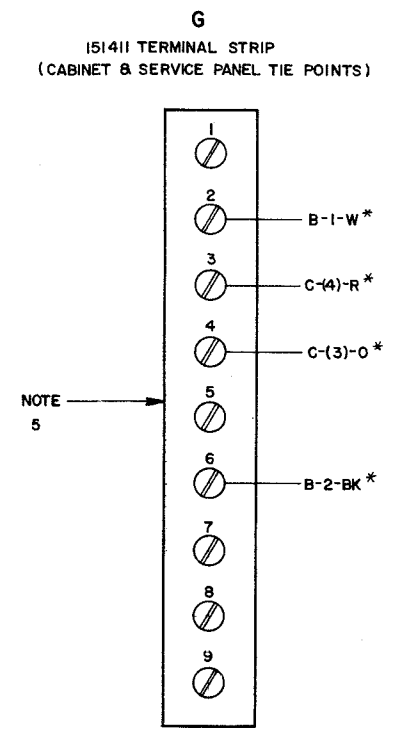 G
151411 TERMINAL STRIP
(CABINET & SERVICE PANEL TIE POINTS)
1
2
B-1-W*
3
C-(4)-R*
4
C-(3)-O*
NOTE
5
5
6
B-2-BK*
7
8
9